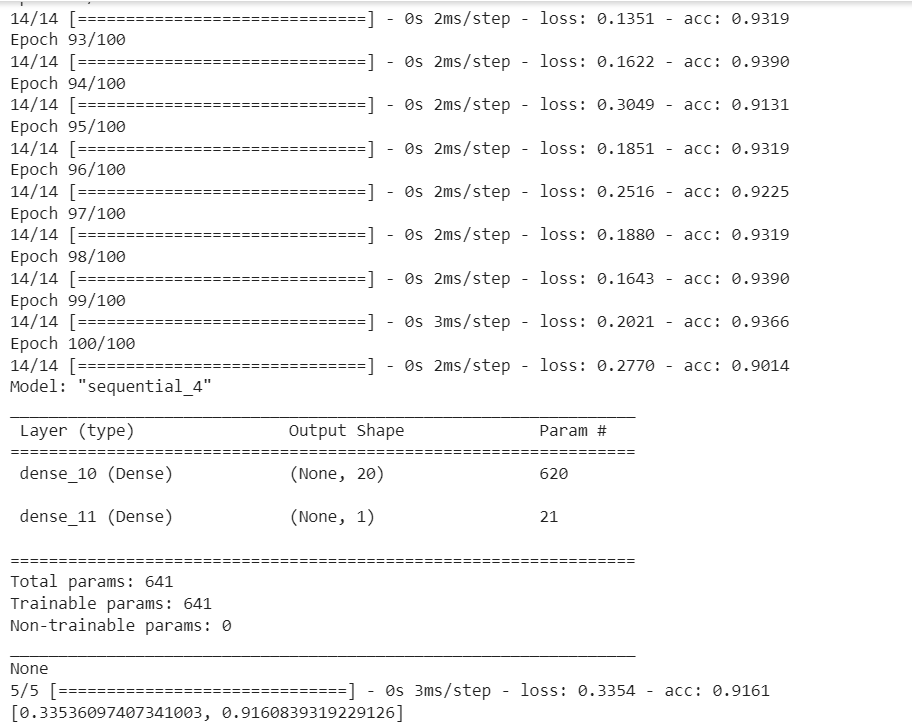 14/14 [==============================] - 0s 2ms/step - loss: 0.1351 - acc: 0.9319
Epoch 93/100
14/14 [==============================] - 0s 2ms/step - loss: 0.1622 - acc: 0.9390
Epoch 94/100
14/14 [==============================] - 0s 2ms/step - loss: 0.3049 - acc: 0.9131
Epoch 95/100
14/14 [==============================] - 0s 2ms/step - loss: 0.1851 - acc: 0.9319
Epoch 96/100
14/14 [==============================] - 0s 2ms/step - loss: 0.2516 - acc: 0.9225
Epoch 97/100
14/14 [==============================] - 0s 2ms/step - loss: 0.1880 - acc: 0.9319
Epoch 98/100
14/14 [==============================] - 0s 2ms/step - loss: 0.1643 - acc: 0.9390
Epoch 99/100
14/14 [==============================] - 0s 3ms/step - loss: 0.2021 - acc: 0.9366
Epoch 100/100
14/14 [==============================] - 0s 2ms/step - loss: 0.2770 - acc: 0.9014
Model: "sequential_4"
_________________________________________________________________
Layer (type) Output Shape Param #
=================================================================
dense_10 (Dense) (None, 20) 620
dense_11 (Dense) (None, 1) 21
=================================================================
Total params: 641
Trainable params: 641
Non-trainable params: 0
_________________________________________________________________
None
5/5 [==============================] - 0s 3ms/step - loss: 0.3354 - acc: 0.9161
[0.33536097407341003, 0.9160839319229126]